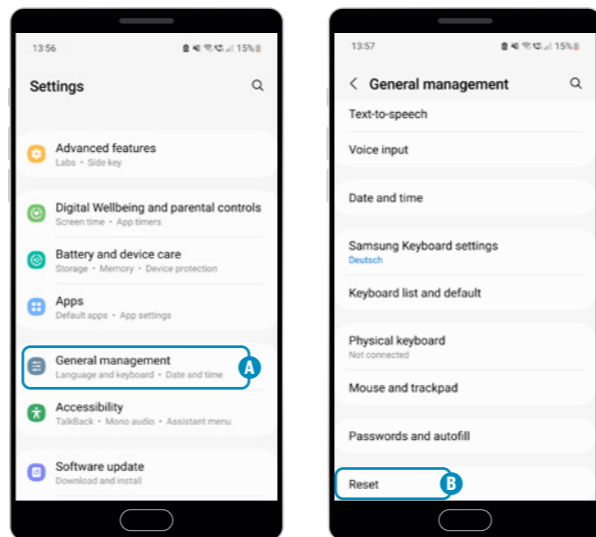 13:56
15%
Settings
Advanced features
Labs • Side key
Digital Wellbeing and parental controls
Screen time • App timers
Battery and device care
Storage • Memory • Device protection
Apps
Default apps • App settings
General management
Language and keyboard • Date and time
A
Accessibility
TalkBack • Mono audio • Assistant menu
Software update
Download and install
13:57
15%
General management
Text-to-speech
Voice input
Date and time
Samsung Keyboard settings
Deutsch
Keyboard list and default
Physical keyboard
Not connected
Mouse and trackpad
Passwords and autofill
Reset
B